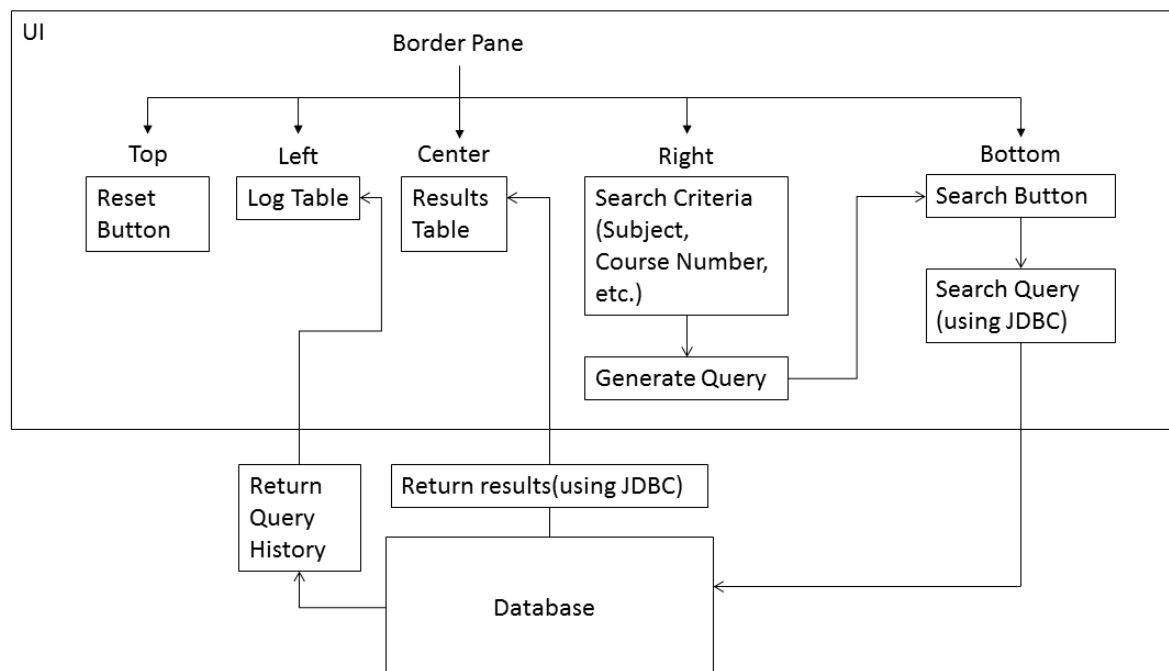 UI
Border Pane
Top
Left
Center
Right
Bottom
Reset
Button
Log Table
Results
Table
Search Criteria
(Subject,
Course Number,
etc.)
Generate Query
Search Button
Search Query
(using JDBC)
Return
Query
History
Return results(using JDBC)
Database